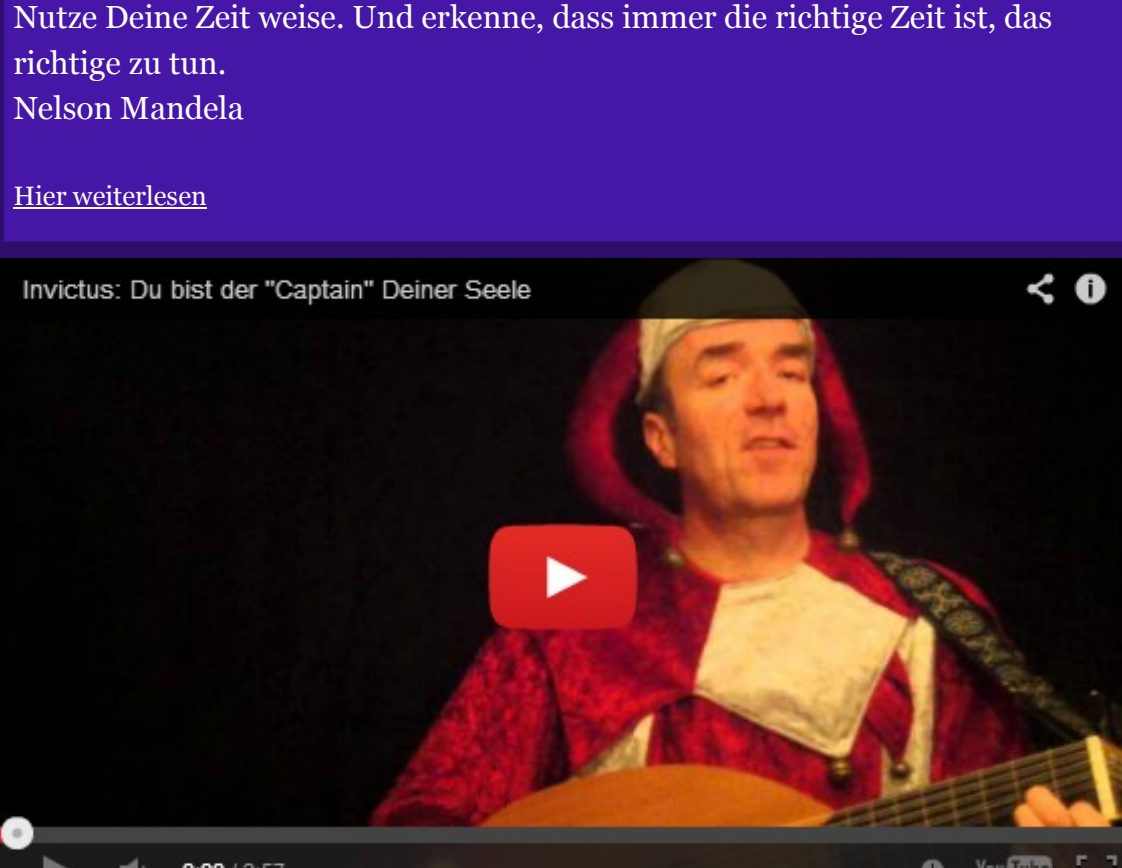 Nutze Deine Zeit weise. Und erkenne, dass immer die richtige Zeit ist, das
richtige zu tun.
Nelson Mandela
Hier weiterlesen
Invictus: Du bist der "Captain" Deiner Seele
YouTube